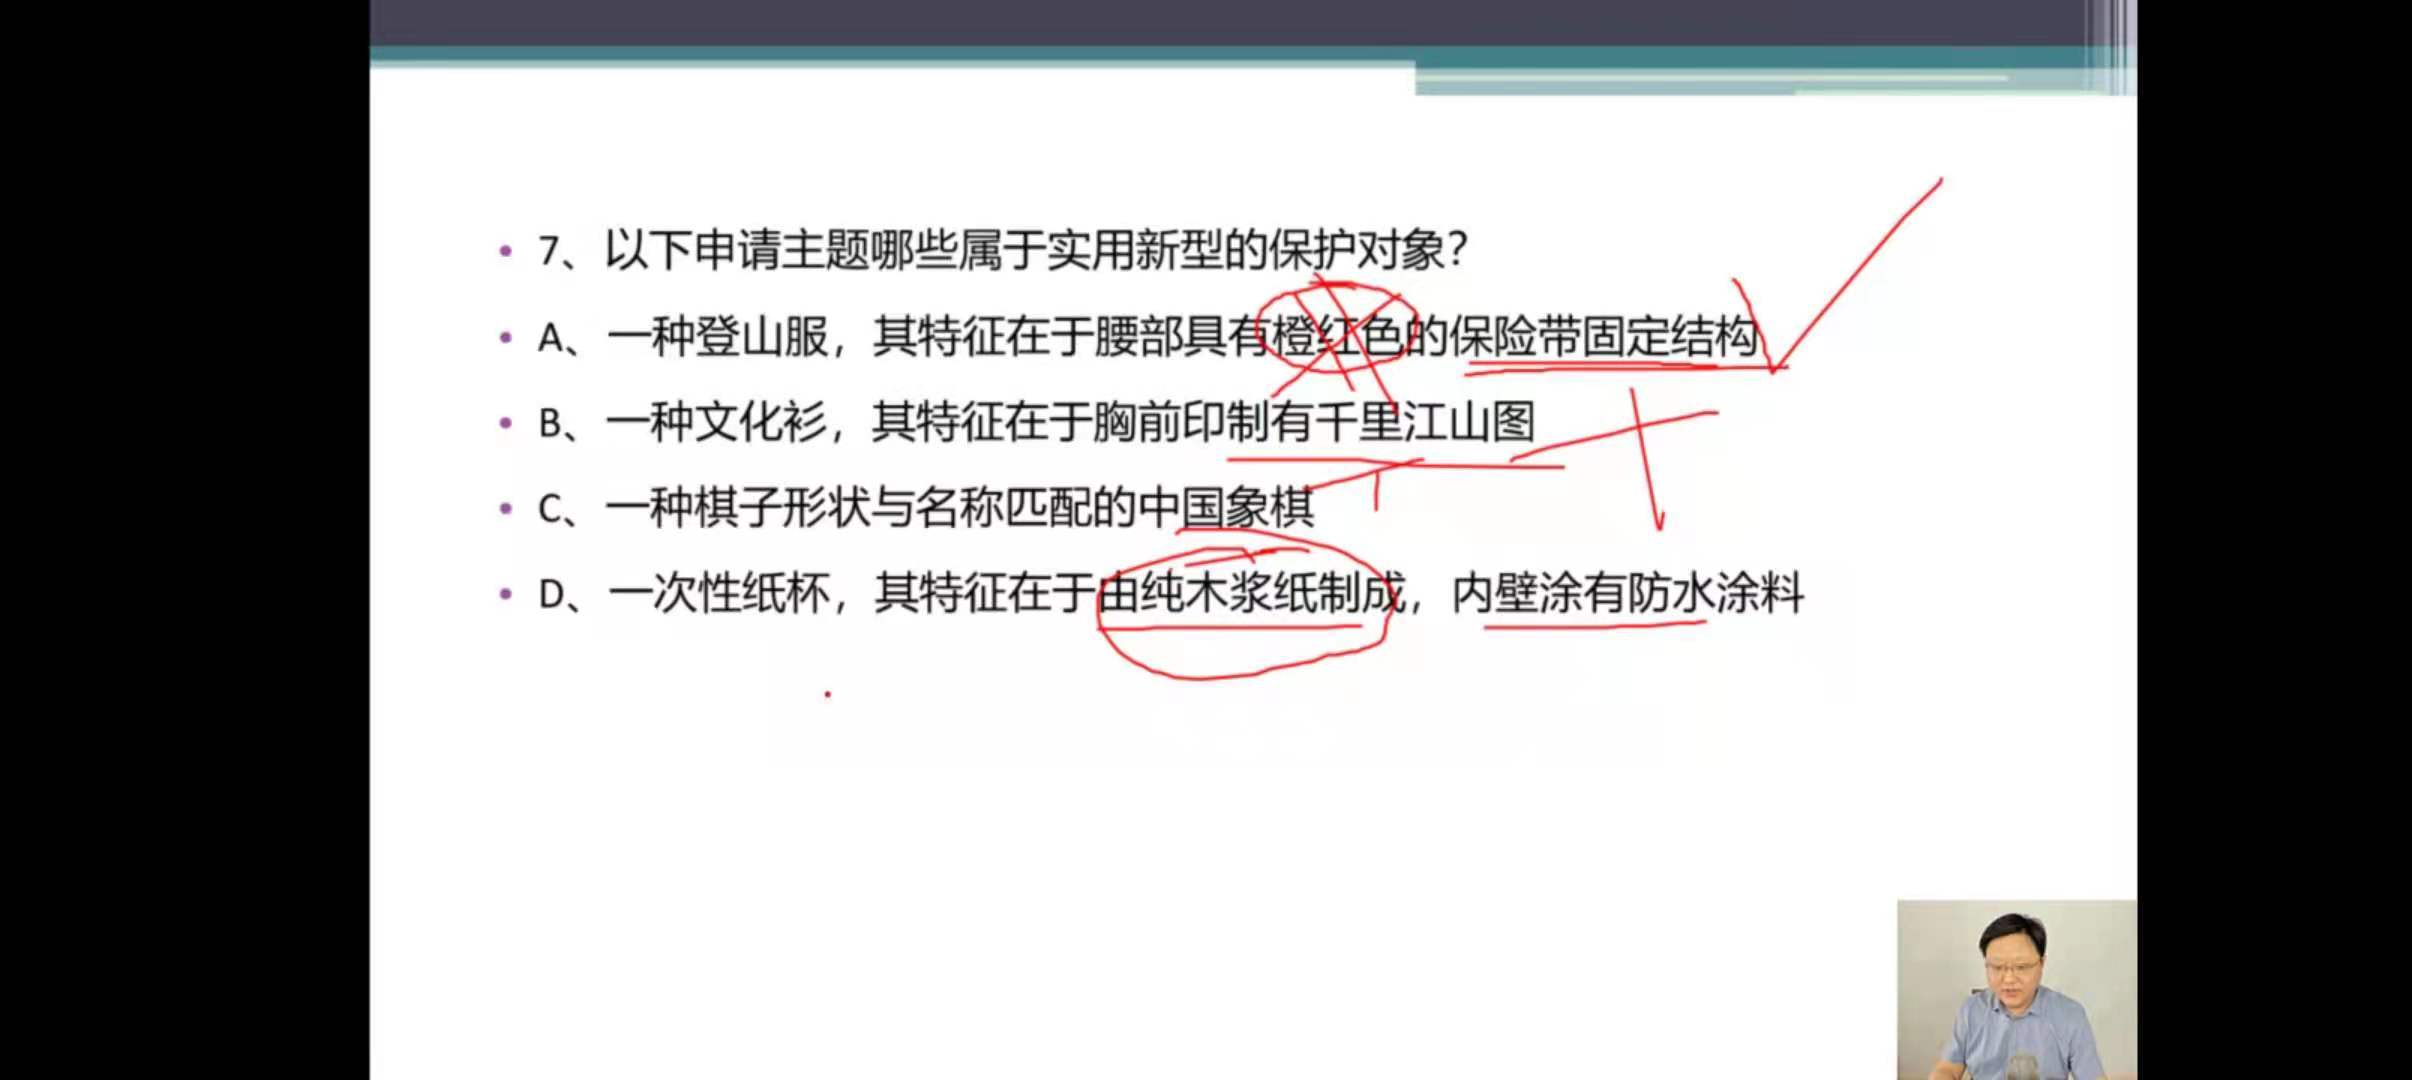 • 7、以下申请主题哪些属于实用新型的保护对象?
• A、一种登山服，其特征在于腰部具有橙红色的保险带固定结构
• B、一种文化衫，其特征在于胸前印制有千里江山图
• C、一种棋子形状与名称匹配的中国象棋
• D、一次性纸杯，其特征在于由纯木浆纸制成，内壁涂有防水涂料